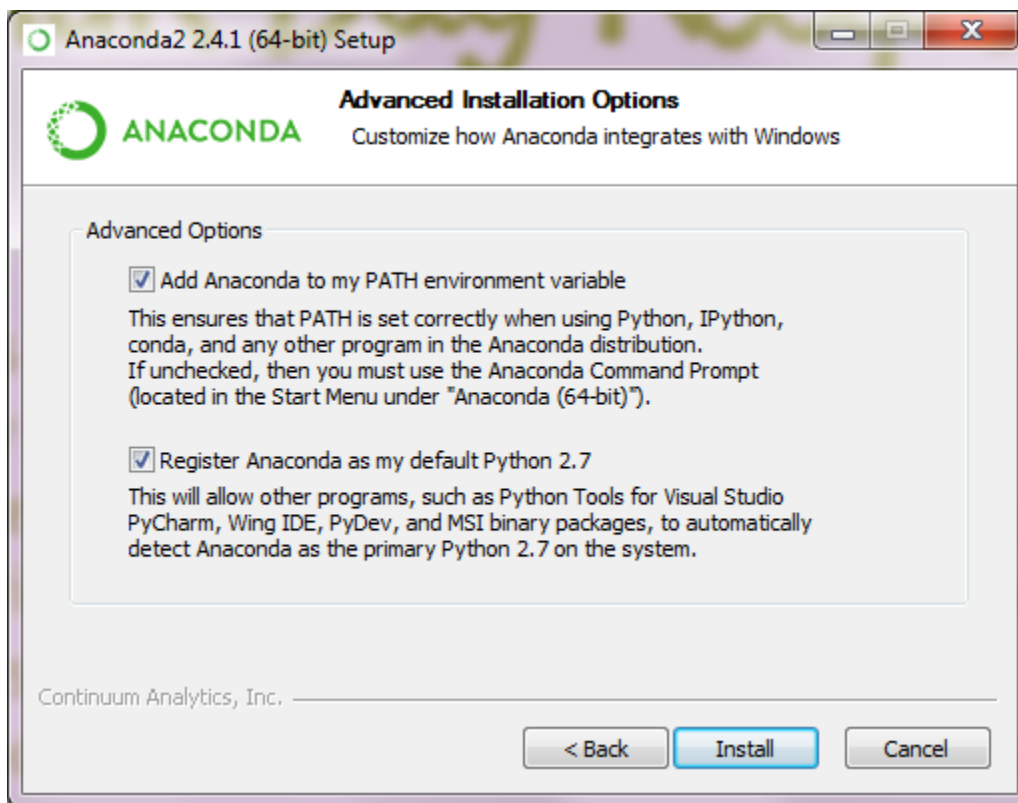 Anaconda2 2.4.1 (64-bit) Setup
ANACONDA
Advanced Installation Options
Customize how Anaconda integrates with Windows
Advanced Options
Add Anaconda to my PATH environment variable
This ensures that PATH is set correctly when using Python, IPython,
conda, and any other program in the Anaconda distribution.
If unchecked, then you must use the Anaconda Command Prompt
(located in the Start Menu under "Anaconda (64-bit)").
Register Anaconda as my default Python 2.7
This will allow other programs, such as Python Tools for Visual Studio
PyCharm, Wing IDE, PyDev, and MSI binary packages, to automatically
detect Anaconda as the primary Python 2.7 on the system.
Continuum Analytics, Inc.
< Back Install Cancel